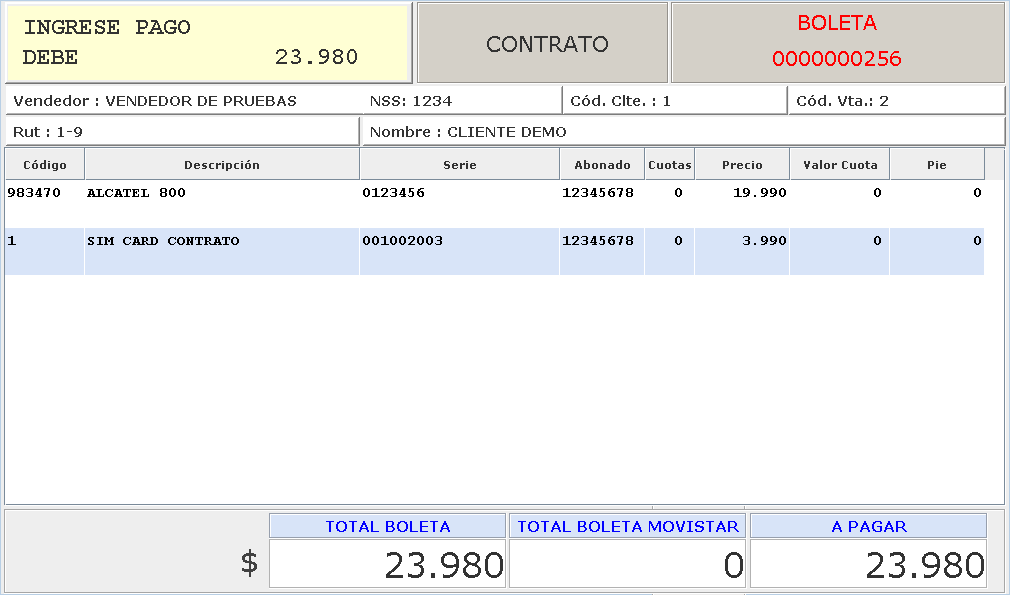 INGRESE PAGO
DEBE 23.980
CONTRATO
BOLETA
0000000256
Vendedor : VENDEDOR DE PRUEBAS NSS: 1234 Cód. Clte. : 1 Cód. Vta.: 2
Rut : 1-9 Nombre : CLIENTE DEMO
Código Descripción Serie Abonado Cuotas Precio Valor Cuota Pie
983470 ALCATEL 800 0123456 12345678 0 19.990 0 0
1 SIM CARD CONTRATO 001002003 12345678 0 3.990 0 0
TOTAL BOLETA TOTAL BOLETA MOVISTAR A PAGAR
$ 23.980 0 23.980